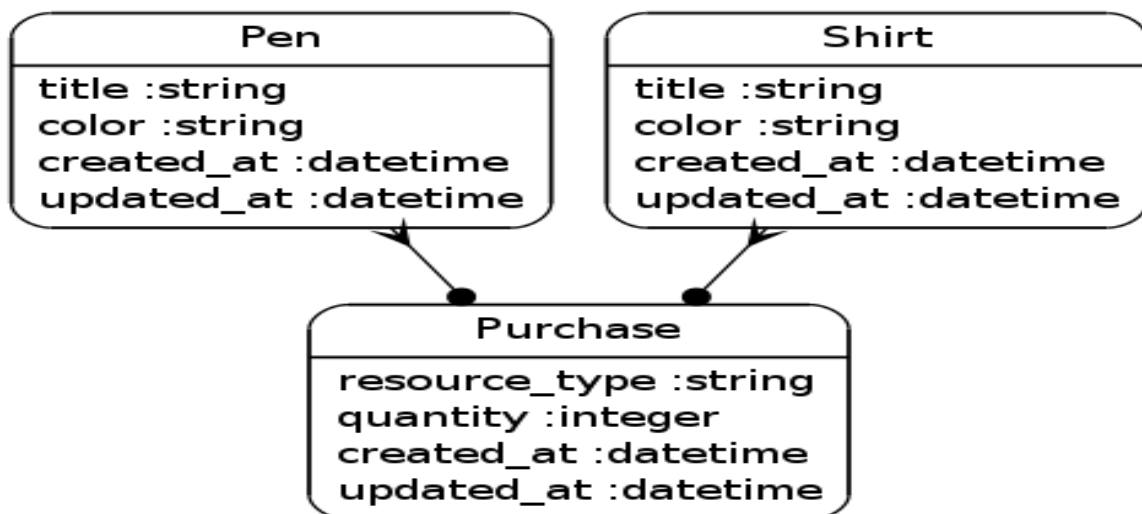 Pen
title :string
color :string
created_at :datetime
updated_at :datetime
Shirt
title :string
color :string
created_at :datetime
updated_at :datetime
Purchase
resource_type :string
quantity :integer
created_at :datetime
updated_at :datetime